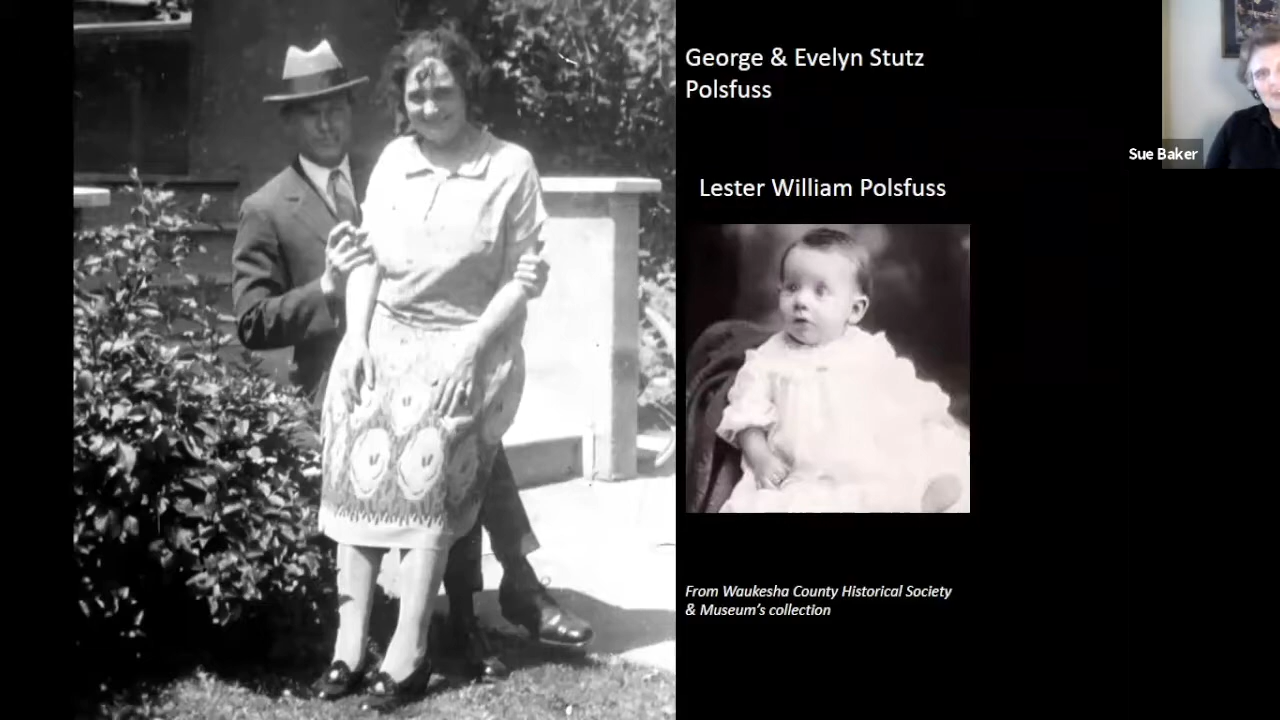 George & Evelyn Stutz
Polsfuss
Sue Baker
Lester William Polsfuss
From Waukesha County Historical Society
& Museum's collection